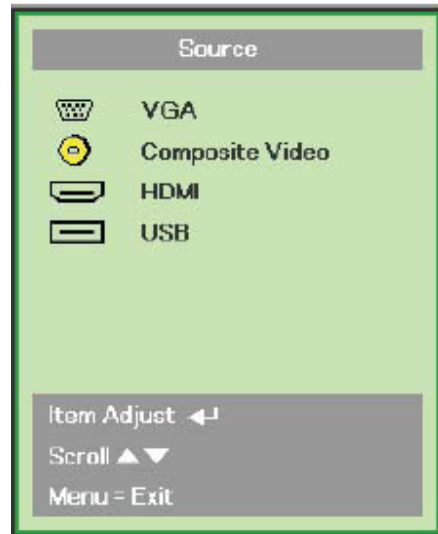 Source
VGA
Composite Video
HDMI
USB
Item Adjust ↵
Scroll ▲▼
Menu = Exit